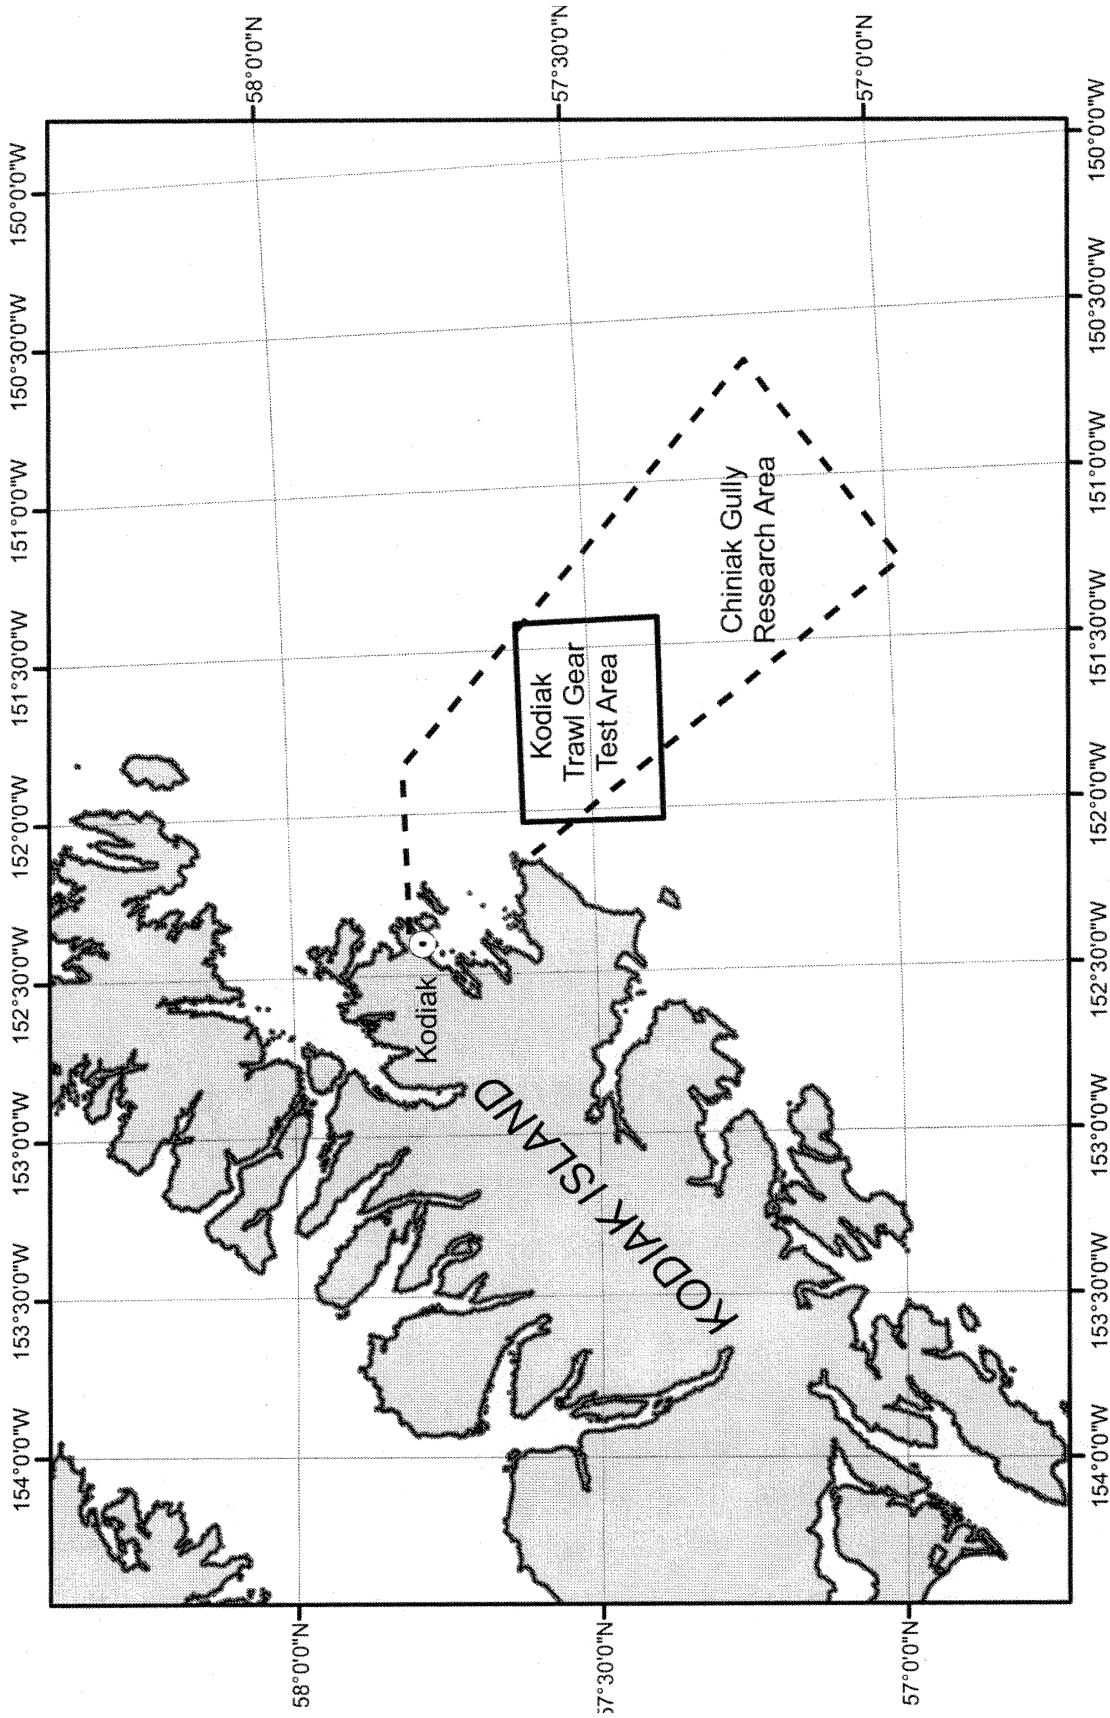 154°0'0"W 153°30'0"W 153°0'0"W 152°30'0"W 152°0'0"W 151°30'0"W 151°0'0"W 150°30'0"W 150°0'0"W
58°0'0"N
58°0'0"N
Kodiak
KODIAK ISLAND
Kodiak
Trawl Gear
Test Area
57°30'0"N
57°30'0"N
Chiniak Gully
Research Area
57°0'0"N
57°0'0"N
154°0'0"W 153°30'0"W 153°0'0"W 152°30'0"W 152°0'0"W 151°30'0"W 151°0'0"W 150°30'0"W 150°0'0"W